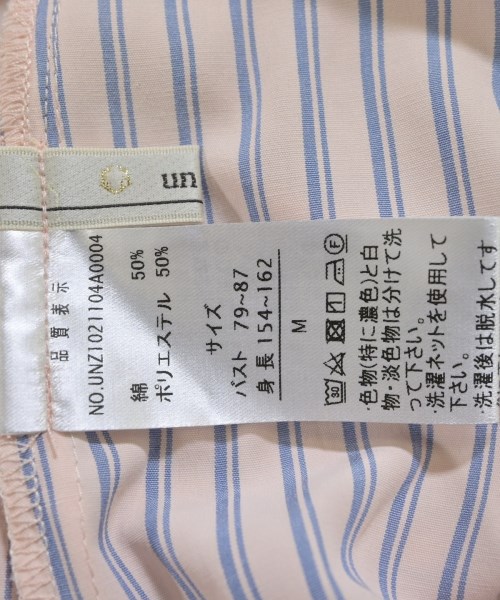 un
品質表示
NO.UNZ1021104A0004
綿 50%
ポリエステル 50%
サイズ
バスト 79~87
身長 154~162
M
30
F
・色物(特に濃色)と白
物・淡色物は分けて洗
って下さい。
・洗濯ネットを使用して
下さい。
・洗濯後は脱水してす